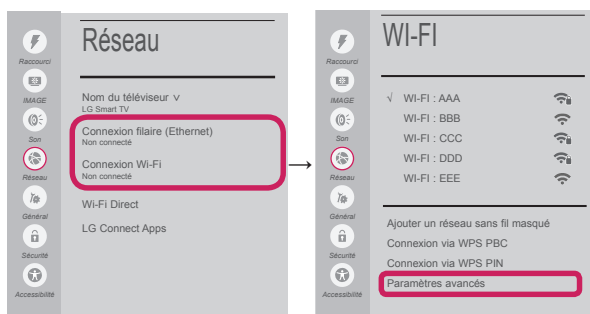 Réseau
Raccourci
IMAGE
Son
Réseau
Général
Sécurité
Accessibilité
Nom du téléviseur ∨
LG Smart TV
Connexion filaire (Ethernet)
Non connecté
Connexion Wi-Fi
Non connecté
Wi-Fi Direct
LG Connect Apps
→
WI-FI
Raccourci
IMAGE
Son
Réseau
Général
Sécurité
Accessibilité
√ WI-FI : AAA
WI-FI : BBB
WI-FI : CCC
WI-FI : DDD
WI-FI : EEE
Ajouter un réseau sans fil masqué
Connexion via WPS PBC
Connexion via WPS PIN
Paramètres avancés